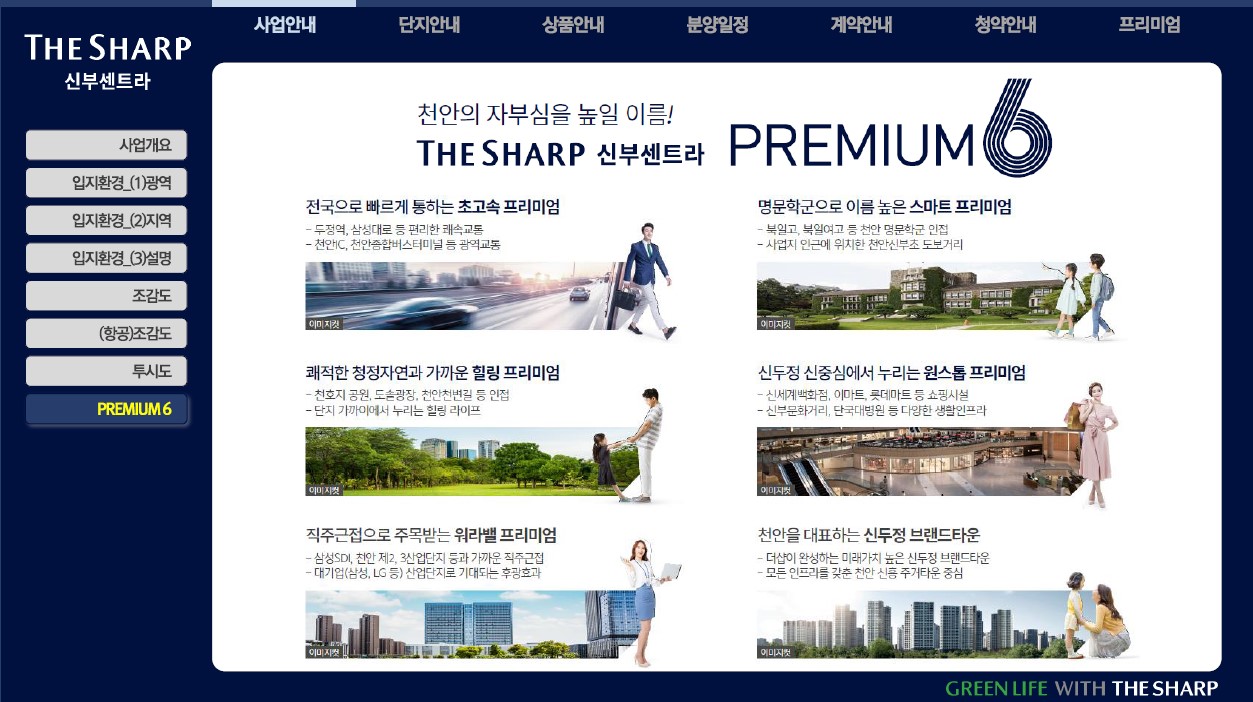 사업안내 단지안내 상품안내 분양일정 계약안내 청약안내 프리미엄
THE SHARP
신부센트라
사업개요
입지환경_(1)광역
입지환경_(2)지역
입지환경_(3)설명
조감도
(항공)조감도
투시도
PREMIUM 6
천안의 자부심을 높일 이름!
THE SHARP 신부센트라 PREMIUM 6
전국으로 빠르게 통하는 초고속 프리미엄
- 두정역, 삼성대로 등 편리한 쾌속교통
- 천안IC, 천안종합버스터미널 등 광역교통
이미지컷
명문학군으로 이름 높은 스마트 프리미엄
- 북일고, 북일여고 등 천안 명문학군 인접
- 사업지 인근에 위치한 천안신부초 도보거리
이미지컷
쾌적한 청정자연과 가까운 힐링 프리미엄
- 천호지 공원, 도솔광장, 천안천변길 등 인접
- 단지 가까이에서 누리는 힐링 라이프
이미지컷
신두정 신중심에서 누리는 원스톱 프리미엄
- 신세계백화점, 이마트, 롯데마트 등 쇼핑시설
- 신부문화거리, 단국대병원 등 다양한 생활인프라
이미지컷
직주근접으로 주목받는 워라밸 프리미엄
- 삼성SDI, 천안 제2, 3산업단지 등과 가까운 직주근접
- 대기업(삼성, LG 등) 산업단지로 기대되는 후광효과
이미지컷
천안을 대표하는 신두정 브랜드타운
- 더샵이 완성하는 미래가치 높은 신두정 브랜드타운
- 모든 인프라를 갖춘 천안 신흥 주거타운 중심
이미지컷
GREEN LIFE WITH THE SHARP